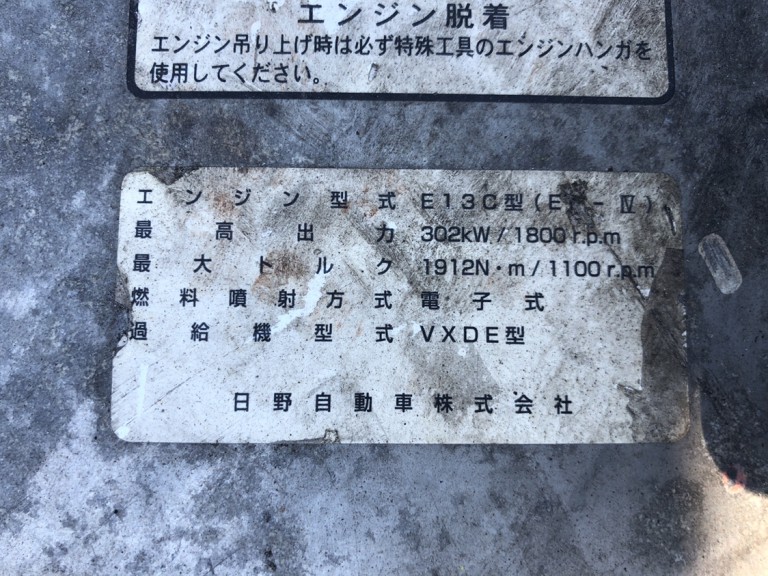 エンジン脱着
エンジン吊り上げ時は必ず特殊工具のエンジンハンガを
使用してください。
エンジン型式 E13C型(E -Ⅳ)
最高出力 302kW/1800r.p.m
最大トルク 1912N・m/1100r.p.m
燃料噴射方式 電子式
過給機型式 VXDE型
日野自動車株式会社